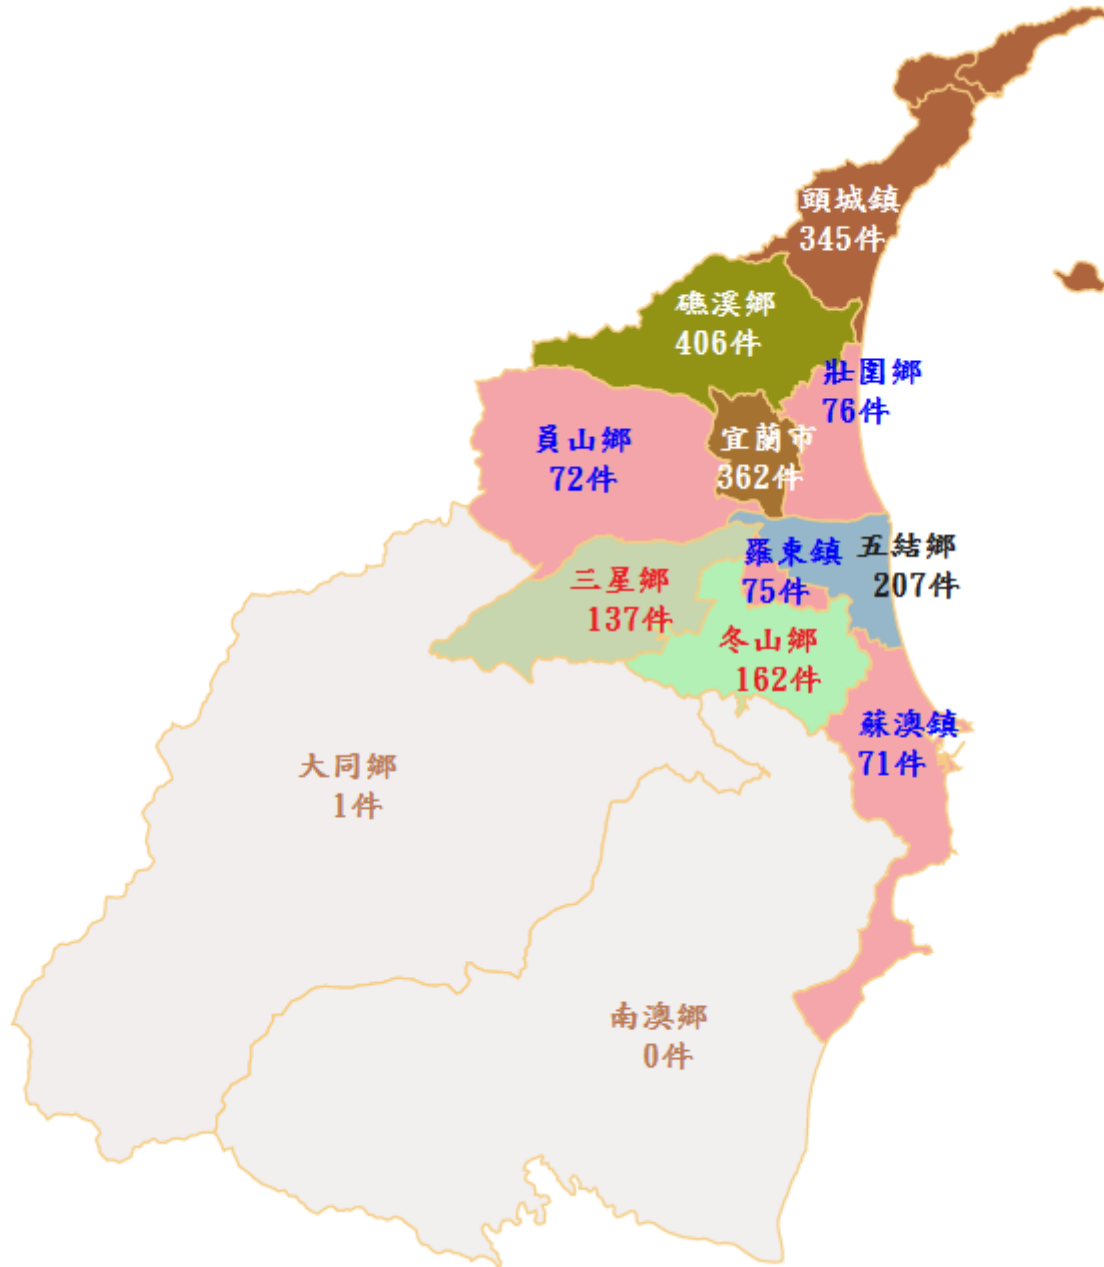 頭城鎮
345件
礁溪鄉
406件
壯圍鄉
76件
員山鄉
72件
宜蘭市
362件
羅東鎮
75件
五結鄉
207件
三星鄉
137件
冬山鄉
162件
蘇澳鎮
71件
大同鄉
1件
南澳鄉
0件